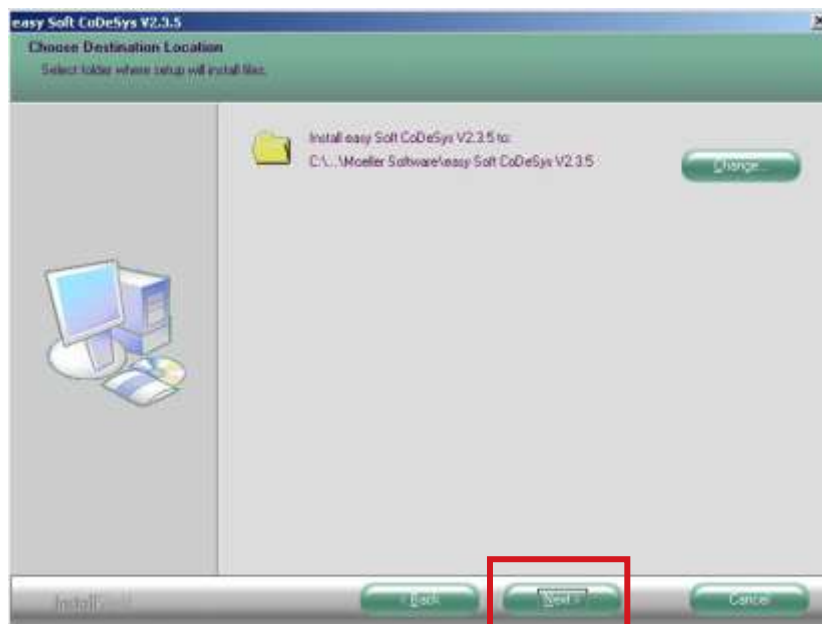 easy Soft CoDeSys V2.3.5
Choose Destination Location
Select folder where setup will install files.
Install easy Soft CoDeSys V2.3.5 to:
C:\...\Moeller Software\easy Soft CoDeSys V2.3.5
Change...
< Back
Next >
Cancel